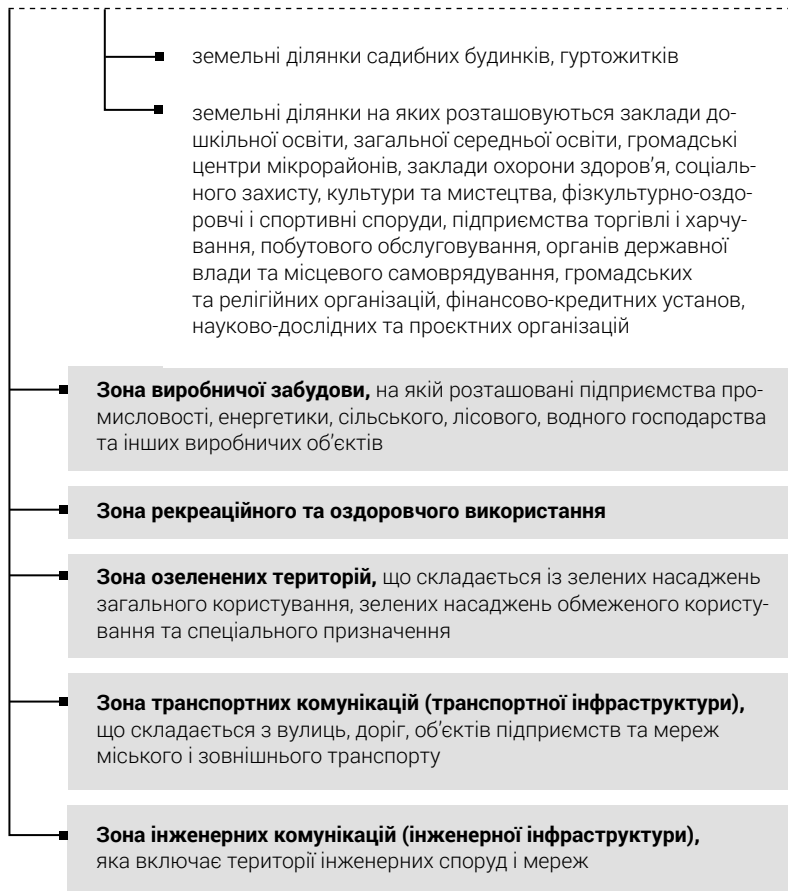 земельні ділянки садибних будинків, гуртожитків
земельні ділянки на яких розташовуються заклади до-
шкільної освіти, загальної середньої освіти, громадські
центри мікрорайонів, заклади охорони здоров’я, соціаль-
ного захисту, культури та мистецтва, фізкультурно-оздо-
ровчі і спортивні споруди, підприємства торгівлі і харчу-
вання, побутового обслуговування, органів державної
влади та місцевого самоврядування, громадських
та релігійних організацій, фінансово-кредитних установ,
науково-дослідних та проєктних організацій
Зона виробничої забудови, на якій розташовані підприємства про-
мисловості, енергетики, сільського, лісового, водного господарства
та інших виробничих об’єктів
Зона рекреаційного та оздоровчого використання
Зона озеленених територій, що складається із зелених насаджень
загального користування, зелених насаджень обмеженого користу-
вання та спеціального призначення
Зона транспортних комунікацій (транспортної інфраструктури),
що складається з вулиць, доріг, об’єктів підприємств та мереж
міського і зовнішнього транспорту
Зона інженерних комунікацій (інженерної інфраструктури),
яка включає території інженерних споруд і мереж